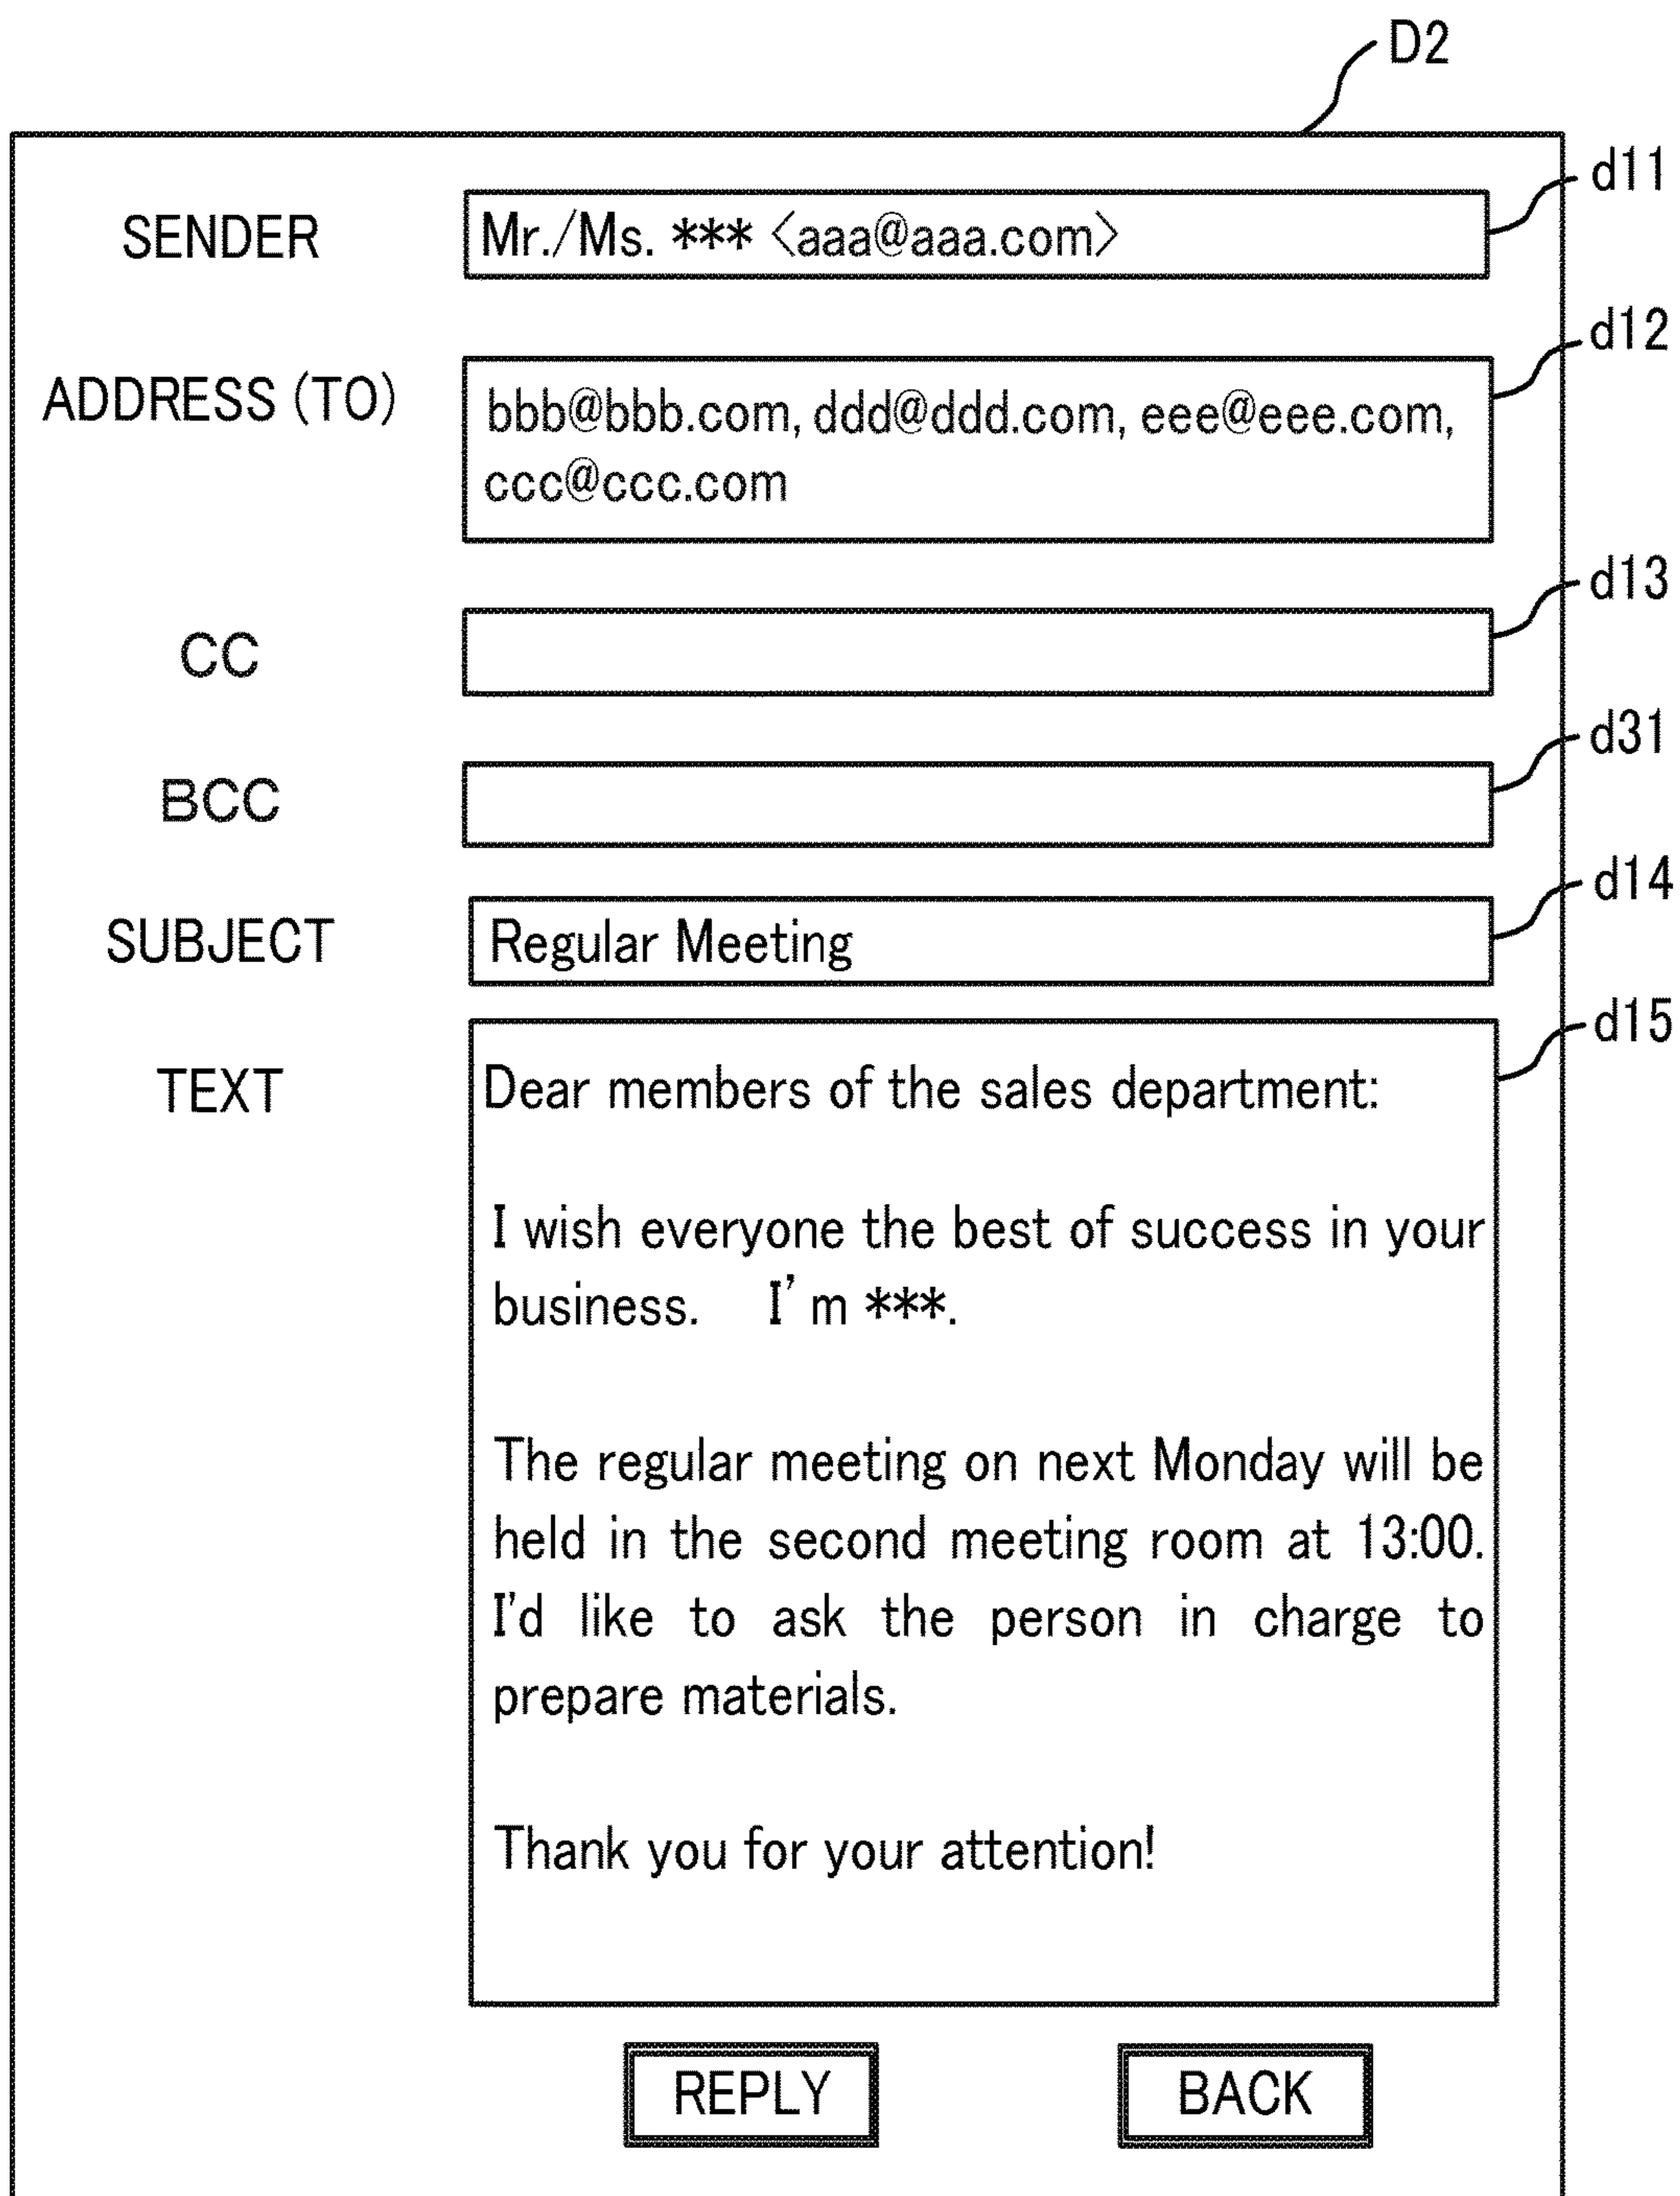 D2
d11
SENDER
Mr./Ms. *** <aaa@aaa.com>
d12
ADDRESS (TO)
bbb@bbb.com, ddd@ddd.com, eee@eee.com,
ccc@ccc.com
d13
CC
d31
BCC
d14
SUBJECT
Regular Meeting
d15
TEXT
Dear members of the sales department:
I wish everyone the best of success in your
business. I'm ***.
The regular meeting on next Monday will be
held in the second meeting room at 13:00.
I'd like to ask the person in charge to
prepare materials.
Thank you for your attention!
REPLY
BACK